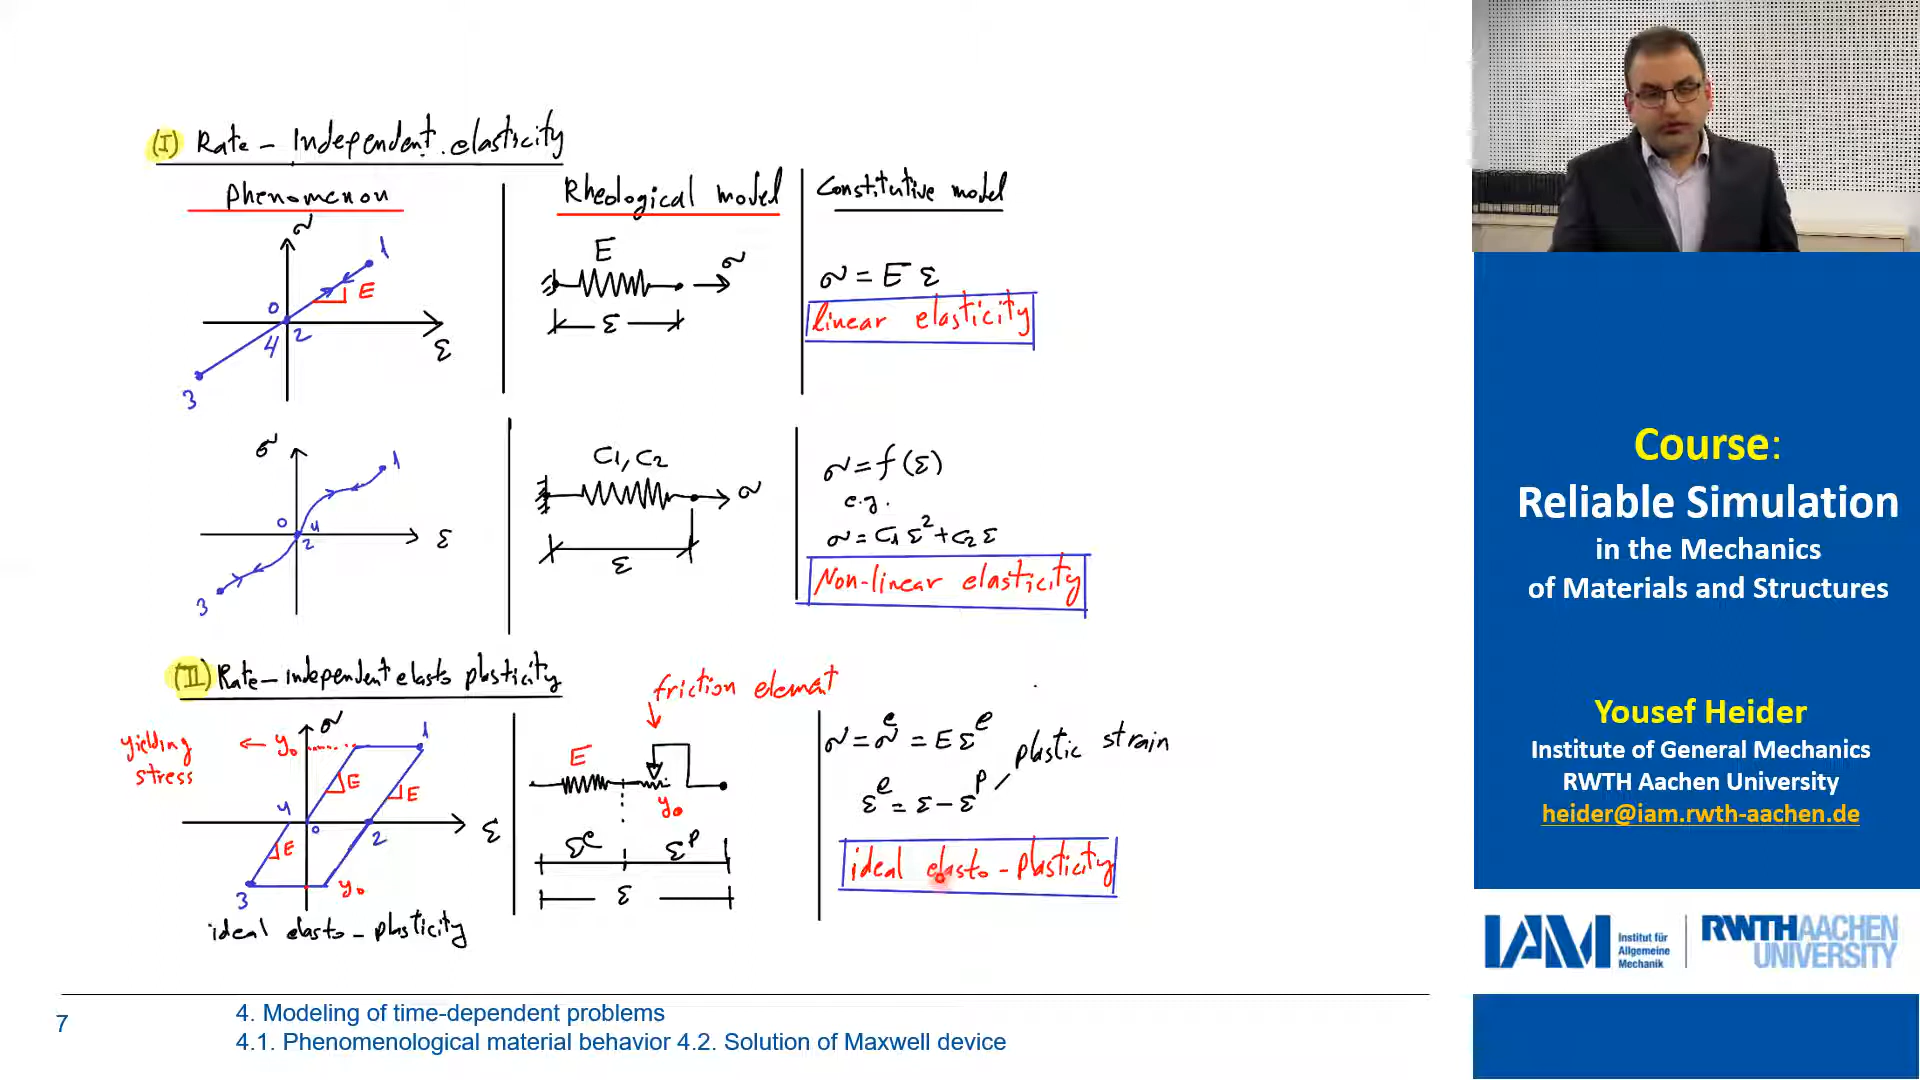 (I) Rate - Independent elasticity
Phenomenon
Rheological model
Constitutive model
σ
1
E
0
4
2
3
ε
E
σ
ε
σ = E ε
linear elasticity
σ
1
0
4
2
3
ε
C1, C2
σ
ε
σ = f(ε)
e.g.
σ = C1 ε² + C2 ε
Non-linear elasticity
(II) Rate - independent elasto plasticity
friction element
yielding
stress
← y₀
σ
1
E
E
4
0
2
ε
E
3
y₀
ideal elasto - plasticity
E
y₀
εᵉ
εᵖ
ε
σ = σᵉ = E εᵉ
plastic strain
εᵉ = ε - εᵖ
ideal elasto - plasticity
7
4. Modeling of time-dependent problems
4.1. Phenomenological material behavior 4.2. Solution of Maxwell device
Course:
Reliable Simulation
in the Mechanics
of Materials and Structures
Yousef Heider
Institute of General Mechanics
RWTH Aachen University
heider@iam.rwth-aachen.de
IAM
Institut für
Allgemeine
Mechanik
RWTHAACHEN
UNIVERSITY